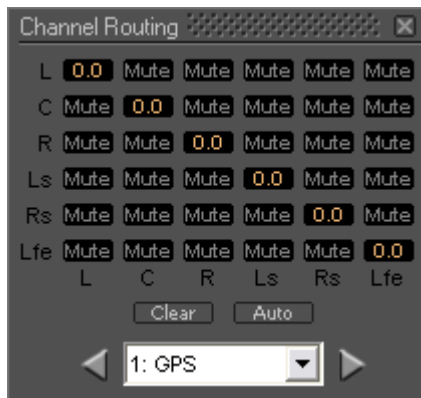 Channel Routing
L 0.0 Mute Mute Mute Mute Mute
C Mute 0.0 Mute Mute Mute Mute
R Mute Mute 0.0 Mute Mute Mute
Ls Mute Mute Mute 0.0 Mute Mute
Rs Mute Mute Mute Mute 0.0 Mute
Lfe Mute Mute Mute Mute Mute 0.0
L C R Ls Rs Lfe
Clear Auto
1: GPS